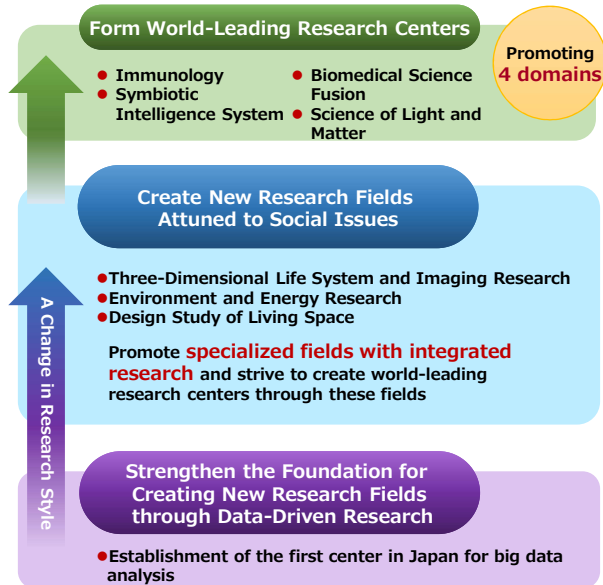 Form World-Leading Research Centers
Promoting
4 domains
● Immunology
● Symbiotic
Intelligence System
● Biomedical Science
Fusion
● Science of Light and
Matter
Create New Research Fields
Attuned to Social Issues
●Three-Dimensional Life System and Imaging Research
●Environment and Energy Research
●Design Study of Living Space
Promote specialized fields with integrated
research and strive to create world-leading
research centers through these fields
A Change in Research Style
Strengthen the Foundation for
Creating New Research Fields
through Data-Driven Research
●Establishment of the first center in Japan for big data
analysis